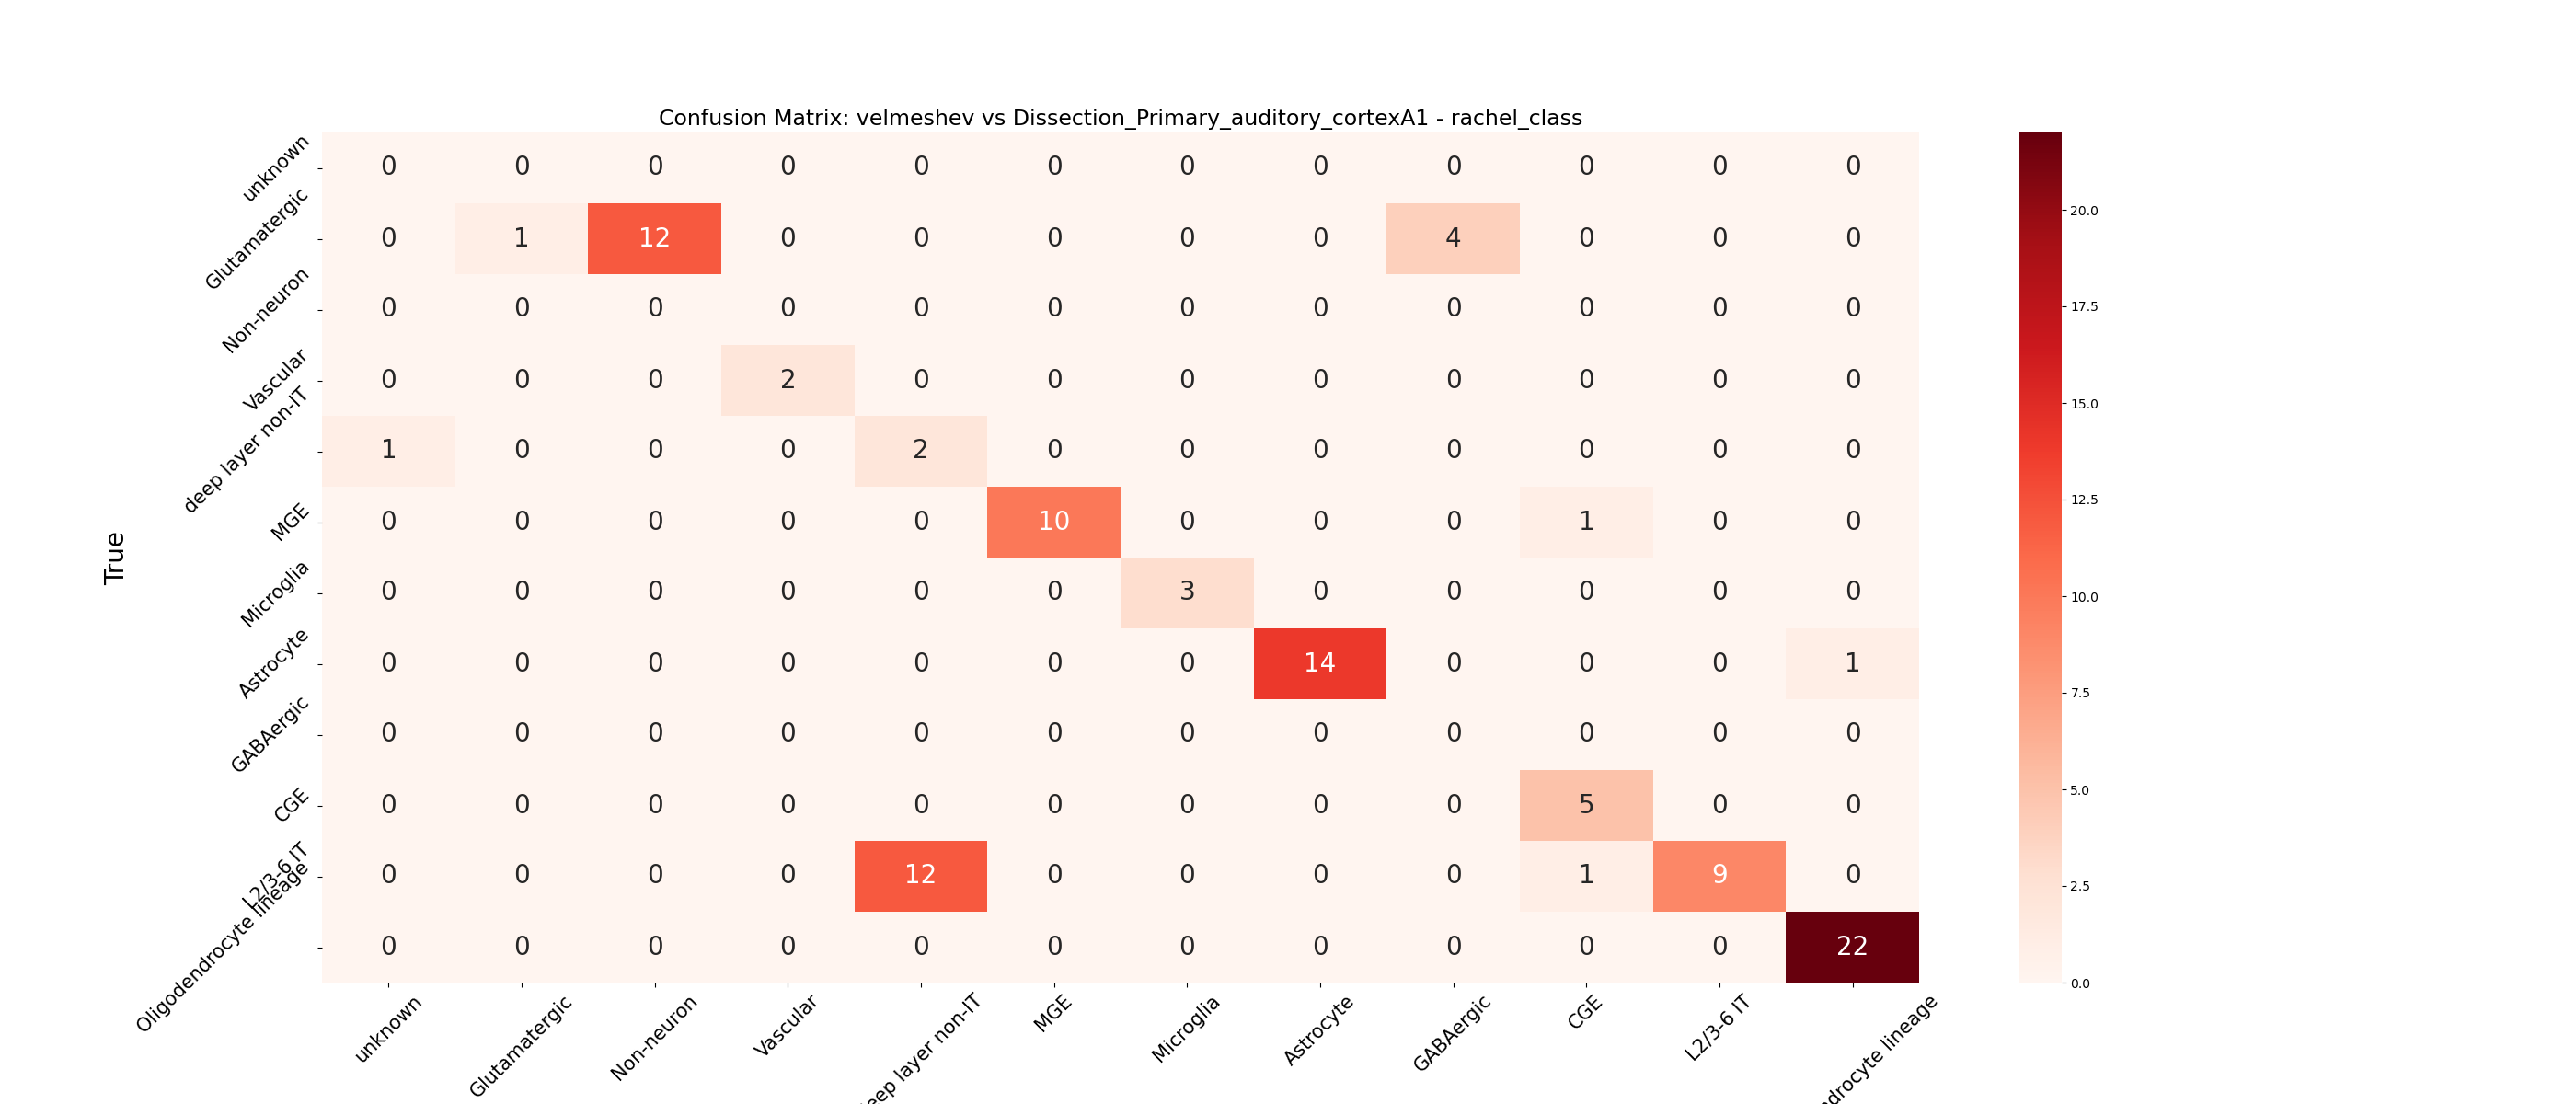 Confusion Matrix: velmeshev vs Dissection_Primary_auditory_cortexA1 - rachel_class
True
unknown 0 0 0 0 0 0 0 0 0 0 0 0
Glutamatergic 0 1 12 0 0 0 0 0 4 0 0 0
Non-neuron 0 0 0 0 0 0 0 0 0 0 0 0
Vascular 0 0 0 2 0 0 0 0 0 0 0 0
deep layer non-IT 1 0 0 0 2 0 0 0 0 0 0 0
MGE 0 0 0 0 0 10 0 0 0 1 0 0
Microglia 0 0 0 0 0 0 3 0 0 0 0 0
Astrocyte 0 0 0 0 0 0 0 14 0 0 0 1
GABAergic 0 0 0 0 0 0 0 0 0 0 0 0
CGE 0 0 0 0 0 0 0 0 0 5 0 0
L2/3-6 IT 0 0 0 0 12 0 0 0 0 1 9 0
Oligodendrocyte lineage 0 0 0 0 0 0 0 0 0 0 0 22
unknown Glutamatergic Non-neuron Vascular layer non-IT MGE Microglia Astrocyte GABAergic CGE L2/3-6 IT lineage
20.0
17.5
15.0
12.5
10.0
7.5
5.0
2.5
0.0